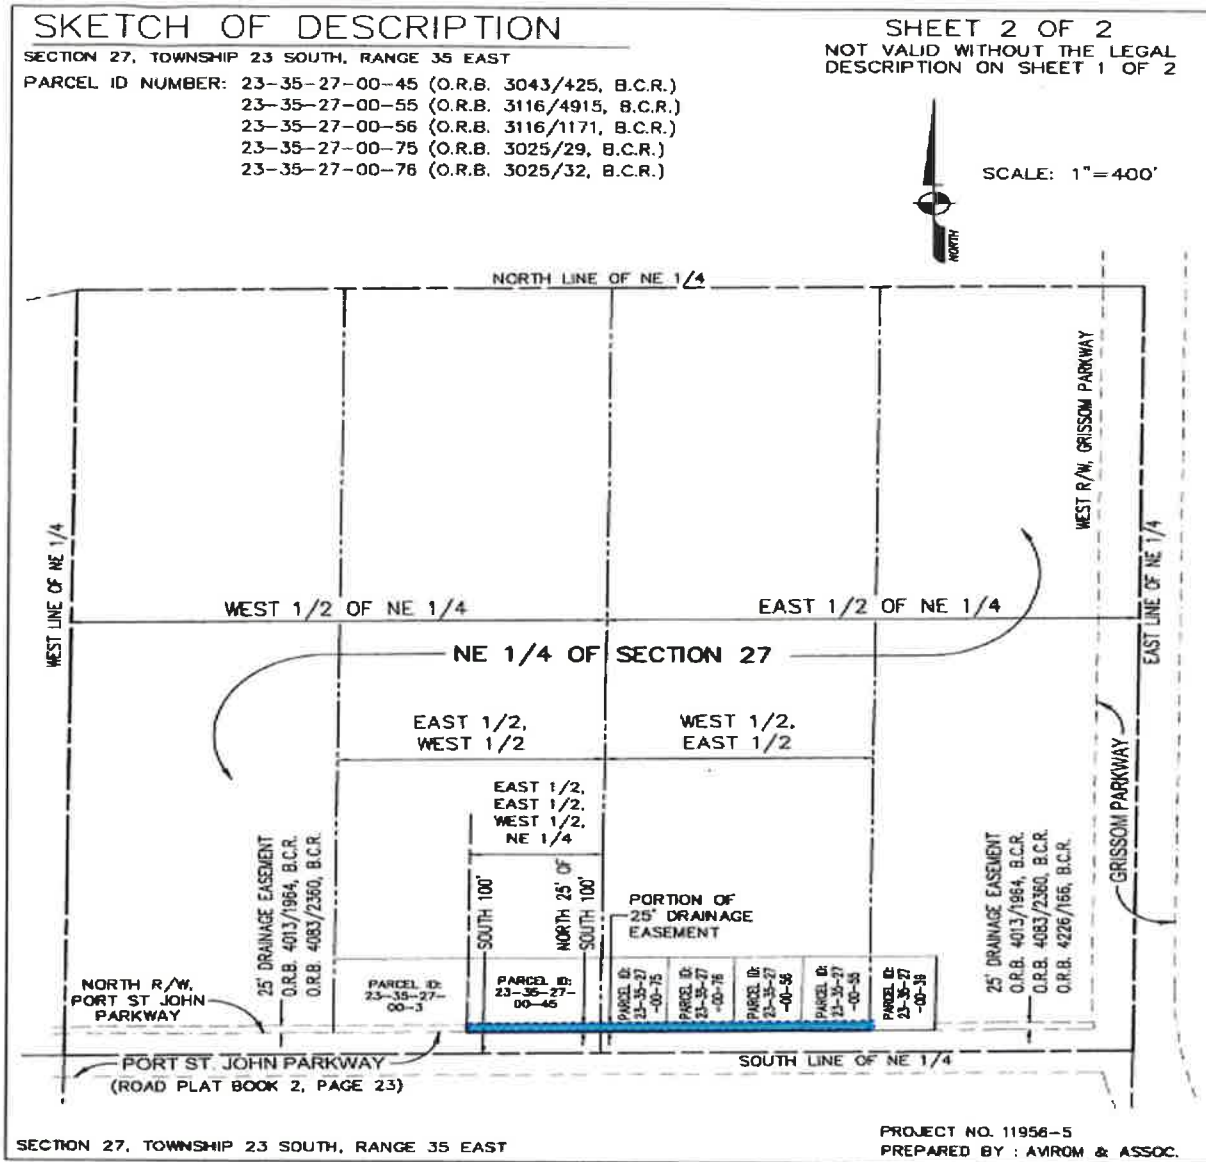 SKETCH OF DESCRIPTION
SECTION 27, TOWNSHIP 23 SOUTH, RANGE 35 EAST
PARCEL ID NUMBER: 23-35-27-00-45 (O.R.B. 3043/425, B.C.R.)
23-35-27-00-55 (O.R.B. 3116/4915, B.C.R.)
23-35-27-00-56 (O.R.B. 3116/1171, B.C.R.)
23-35-27-00-75 (O.R.B. 3025/29, B.C.R.)
23-35-27-00-76 (O.R.B. 3025/32, B.C.R.)
SHEET 2 OF 2
NOT VALID WITHOUT THE LEGAL
DESCRIPTION ON SHEET 1 OF 2
SCALE: 1"=400'
NORTH
NORTH LINE OF NE 1/4
WEST R/W, GRISSOM PARKWAY
WEST LINE OF NE 1/4
EAST LINE OF NE 1/4
WEST 1/2 OF NE 1/4
EAST 1/2 OF NE 1/4
NE 1/4 OF SECTION 27
EAST 1/2,
WEST 1/2
WEST 1/2,
EAST 1/2
EAST 1/2,
EAST 1/2,
WEST 1/2,
NE 1/4
GRISSOM PARKWAY
25' DRAINAGE EASEMENT
O.R.B. 4013/1964, B.C.R.
O.R.B. 4083/2360, B.C.R.
SOUTH 100'
NORTH 25' OF
SOUTH 100'
PORTION OF
25' DRAINAGE
EASEMENT
25' DRAINAGE EASEMENT
O.R.B. 4013/1964, B.C.R.
O.R.B. 4083/2360, B.C.R.
O.R.B. 4226/166, B.C.R.
NORTH R/W,
PORT ST JOHN
PARKWAY
PARCEL ID:
23-35-27-
00-3
PARCEL ID:
23-35-27-
00-45
PARCEL ID:
23-35-27
-00-75
PARCEL ID:
23-35-27
-00-76
PARCEL ID:
23-35-27
-00-56
PARCEL ID:
23-35-27
-00-55
PARCEL ID:
23-35-27
-00-39
PORT ST. JOHN PARKWAY
(ROAD PLAT BOOK 2, PAGE 23)
SOUTH LINE OF NE 1/4
SECTION 27, TOWNSHIP 23 SOUTH, RANGE 35 EAST
PROJECT NO. 11956-5
PREPARED BY : AVIROM & ASSOC.